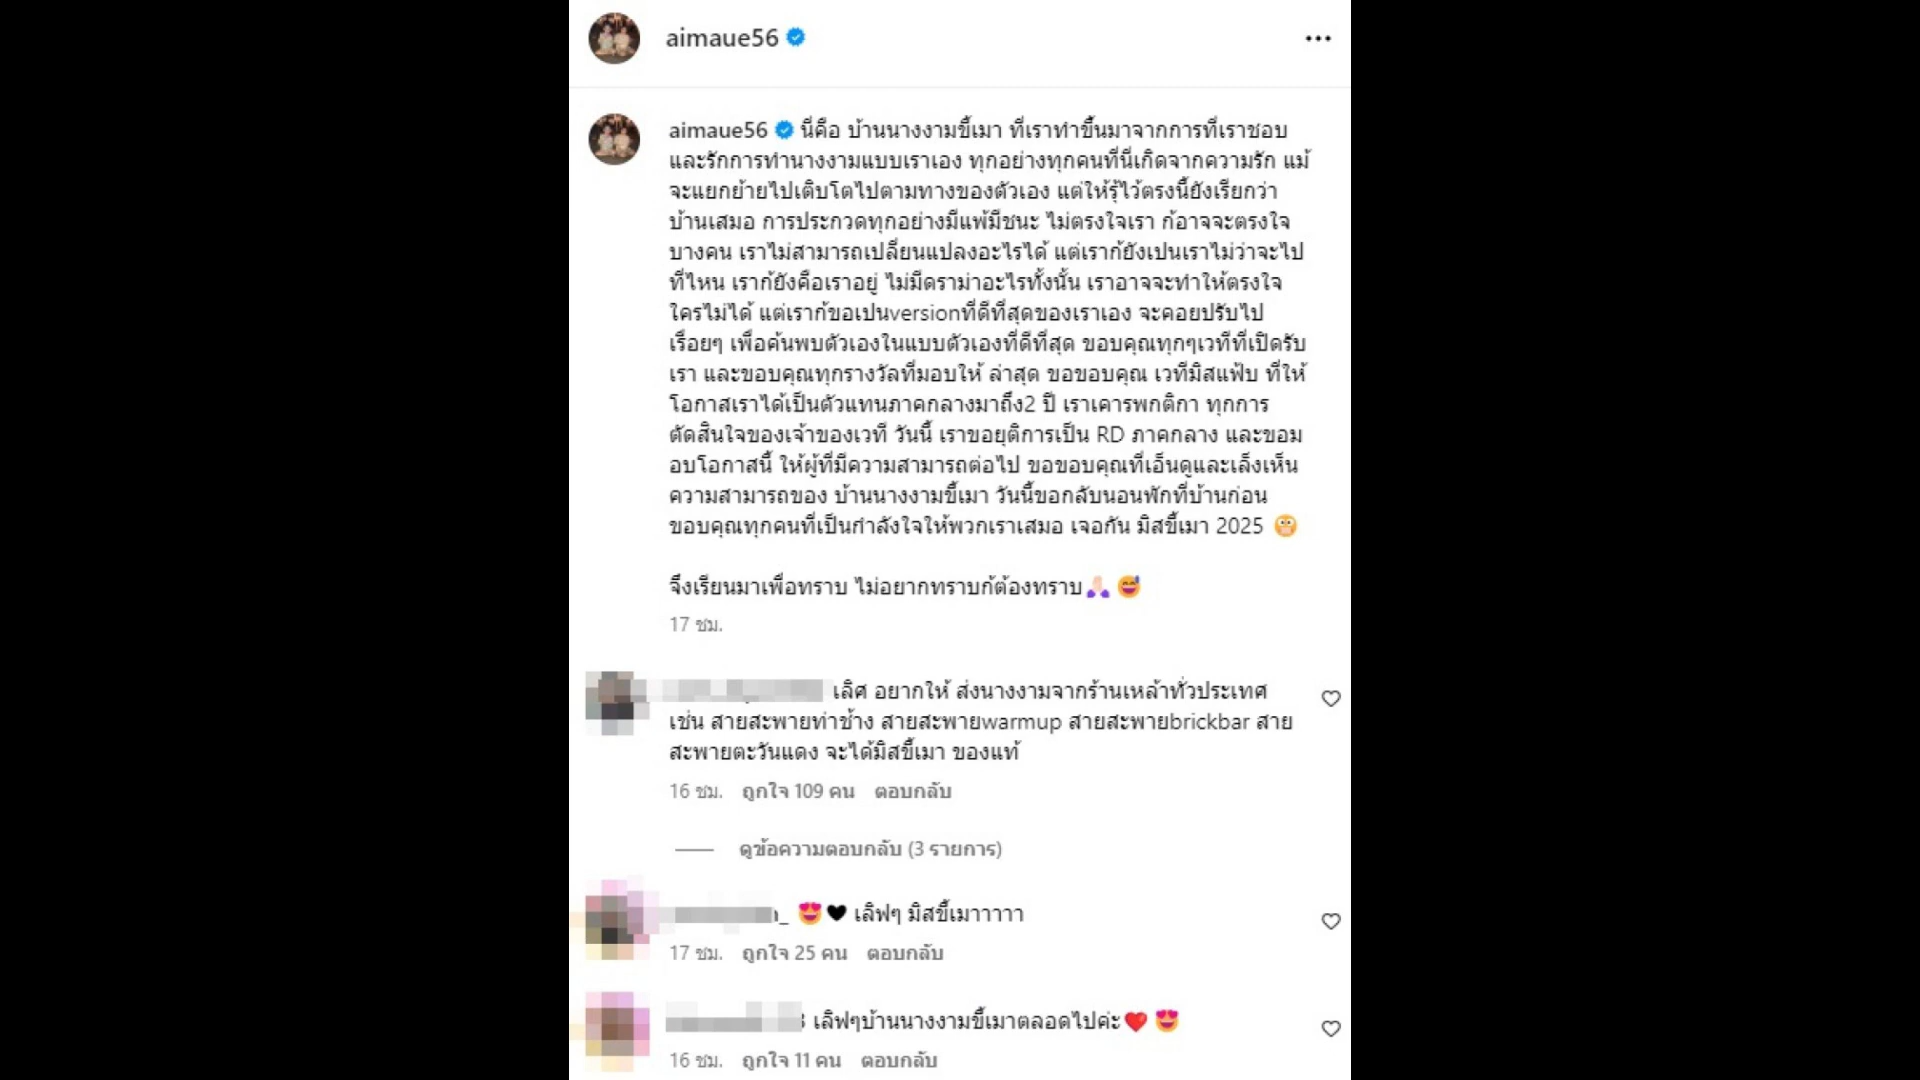 aimaue56
aimaue56 นี่คือ บ้านนางงามขี้เมา ที่เราทำขึ้นมาจากการที่เราชอบ
และรักการทำนางงามแบบเราเอง ทุกอย่างทุกคนที่นี่เกิดจากความรัก แม้
จะแยกย้ายไปเติบโตไปตามทางของตัวเอง แต่ให้รู้ไว้ตรงนี้ยังเรียกว่า
บ้านเสมอ การประกวดทุกอย่างมีแพ้มีชนะ ไม่ตรงใจเรา ก้อาจจะตรงใจ
บางคน เราไม่สามารถเปลี่ยนแปลงอะไรได้ แต่เราก้ยังเปนเราไม่ว่าจะไป
ที่ไหน เราก้ยังคือเราอยู่ ไม่มีดราม่าอะไรทั้งนั้น เราอาจจะทำให้ตรงใจ
ใครไม่ได้ แต่เราก้ขอเปนversionที่ดีที่สุดของเราเอง จะคอยปรับไป
เรื่อยๆ เพื่อค้นพบตัวเองในแบบตัวเองที่ดีที่สุด ขอบคุณทุกๆเวทีที่เปิดรับ
เรา และขอบคุณทุกรางวัลที่มอบให้ ล่าสุด ขอขอบคุณ เวทีมิสแฟ้บ ที่ให้
โอกาสเราได้เป็นตัวแทนภาคกลางมาถึง2 ปี เราเคารพกติกา ทุกการ
ตัดสินใจของเจ้าของเวที วันนี้ เราขอยุติการเป็น RD ภาคกลาง และขอม
อบโอกาสนี้ ให้ผู้ที่มีความสามารถต่อไป ขอขอบคุณที่เอ็นดูและเล็งเห็น
ความสามารถของ บ้านนางงามขี้เมา วันนี้ขอกลับนอนพักที่บ้านก่อน
ขอบคุณทุกคนที่เป็นกำลังใจให้พวกเราเสมอ เจอกัน มิสขี้เมา 2025 
จึงเรียนมาเพื่อทราบ ไม่อยากทราบก้ต้องทราบ🙏🏻😅
17 ชม.
เลิศ อยากให้ ส่งนางงามจากร้านเหล้าทั่วประเทศ
เช่น สายสะพายท่าช้าง สายสะพายwarmup สายสะพายbrickbar สาย
สะพายตะวันแดง จะได้มิสขี้เมา ของแท้
16 ชม. ถูกใจ 109 คน ตอบกลับ
ดูข้อความตอบกลับ (3 รายการ)
😍🖤 เลิฟๆ มิสขี้เมาาาาา
17 ชม. ถูกใจ 25 คน ตอบกลับ
เลิฟๆบ้านนางงามขี้เมาตลอดไปค่ะ❤️😍
16 ชม. ถูกใจ 11 คน ตอบกลับ